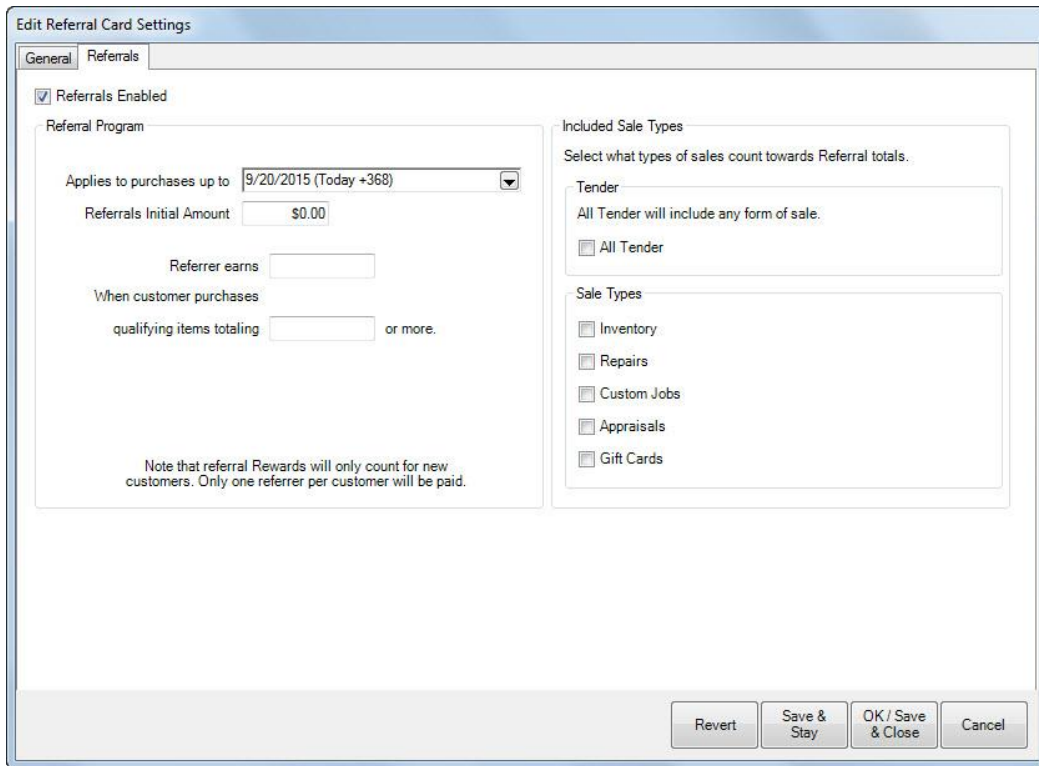 Edit Referral Card Settings
General Referrals
Referrals Enabled
Referral Program
Applies to purchases up to 9/20/2015 (Today +368)
Referrals Initial Amount $0.00
Referrer earns
When customer purchases
qualifying items totaling or more.
Note that referral Rewards will only count for new
customers. Only one referrer per customer will be paid.
Included Sale Types
Select what types of sales count towards Referral totals.
Tender
All Tender will include any form of sale.
All Tender
Sale Types
Inventory
Repairs
Custom Jobs
Appraisals
Gift Cards
Revert
Save &
Stay
OK / Save
& Close
Cancel